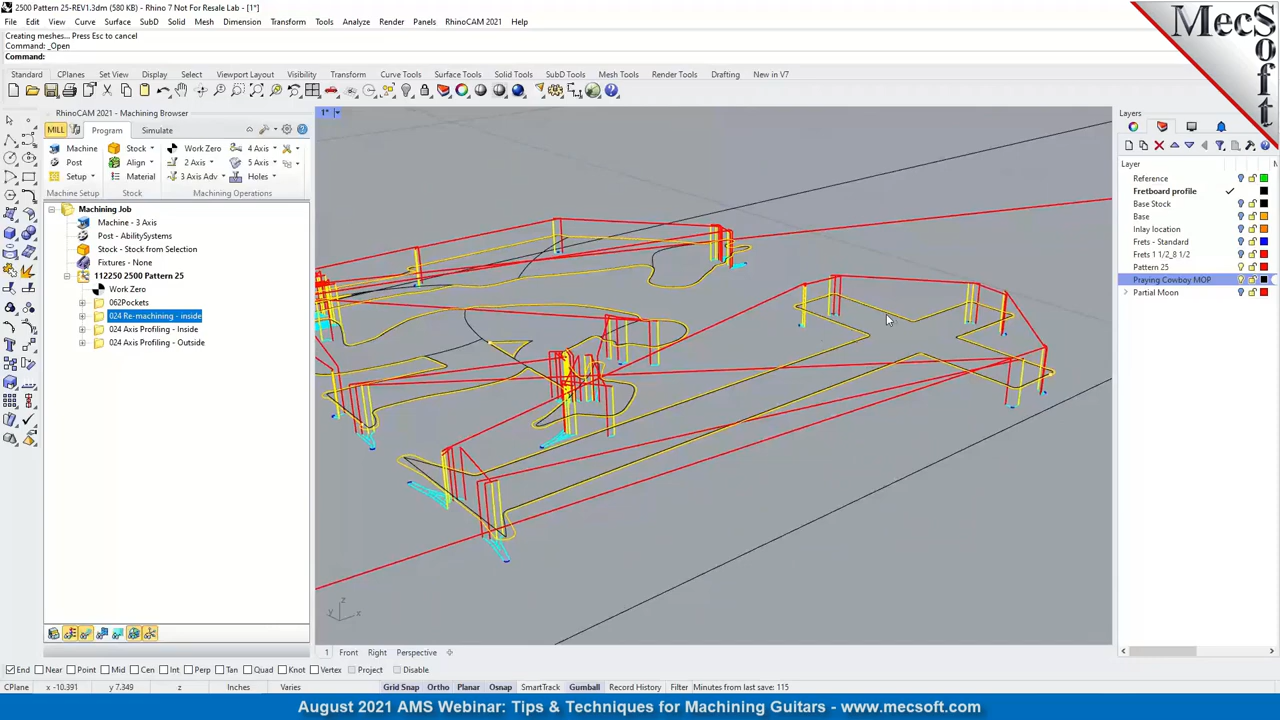 2500 Pattern 25-REV1.3dm (580 KB) - Rhino 7 Not For Resale Lab - [1*]
File Edit View Curve Surface SubD Solid Mesh Dimension Transform Tools Analyze Render Panels RhinoCAM 2021 Help
Creating meshes... Press Esc to cancel
Command: _Open
Command:
Standard CPlanes Set View Display Select Viewport Layout Visibility Transform Curve Tools Surface Tools Solid Tools SubD Tools Mesh Tools Render Tools Drafting New in V7
RhinoCAM 2021 - Machining Browser
MILL Program Simulate
Machine Stock Work Zero 4 Axis
Post Align 2 Axis 5 Axis
Setup Material 3 Axis Adv Holes
Machine Setup Stock Machining Operations
Machining Job
Machine - 3 Axis
Post - AbilitySystems
Stock - Stock from Selection
Fixtures - None
112250 2500 Pattern 25
Work Zero
062Pockets
024 Re-machining - inside
024 Axis Profiling - Inside
024 Axis Profiling - Outside
1*
z
y x
1 Front Right Perspective
Layers
Layer
N
Reference
Fretboard profile
Base Stock
Base
Inlay location
Frets - Standard
Frets 1 1/2_8 1/2
Pattern 25
Praying Cowboy MOP
Partial Moon
MecSoft
End Near Point Mid Cen Int Perp Tan Quad Knot Vertex Project Disable
CPlane x -10.391 y 7.349 z Inches Varies Grid Snap Ortho Planar Osnap SmartTrack Gumball Record History Filter Minutes from last save: 115
August 2021 AMS Webinar: Tips & Techniques for Machining Guitars - www.mecsoft.com